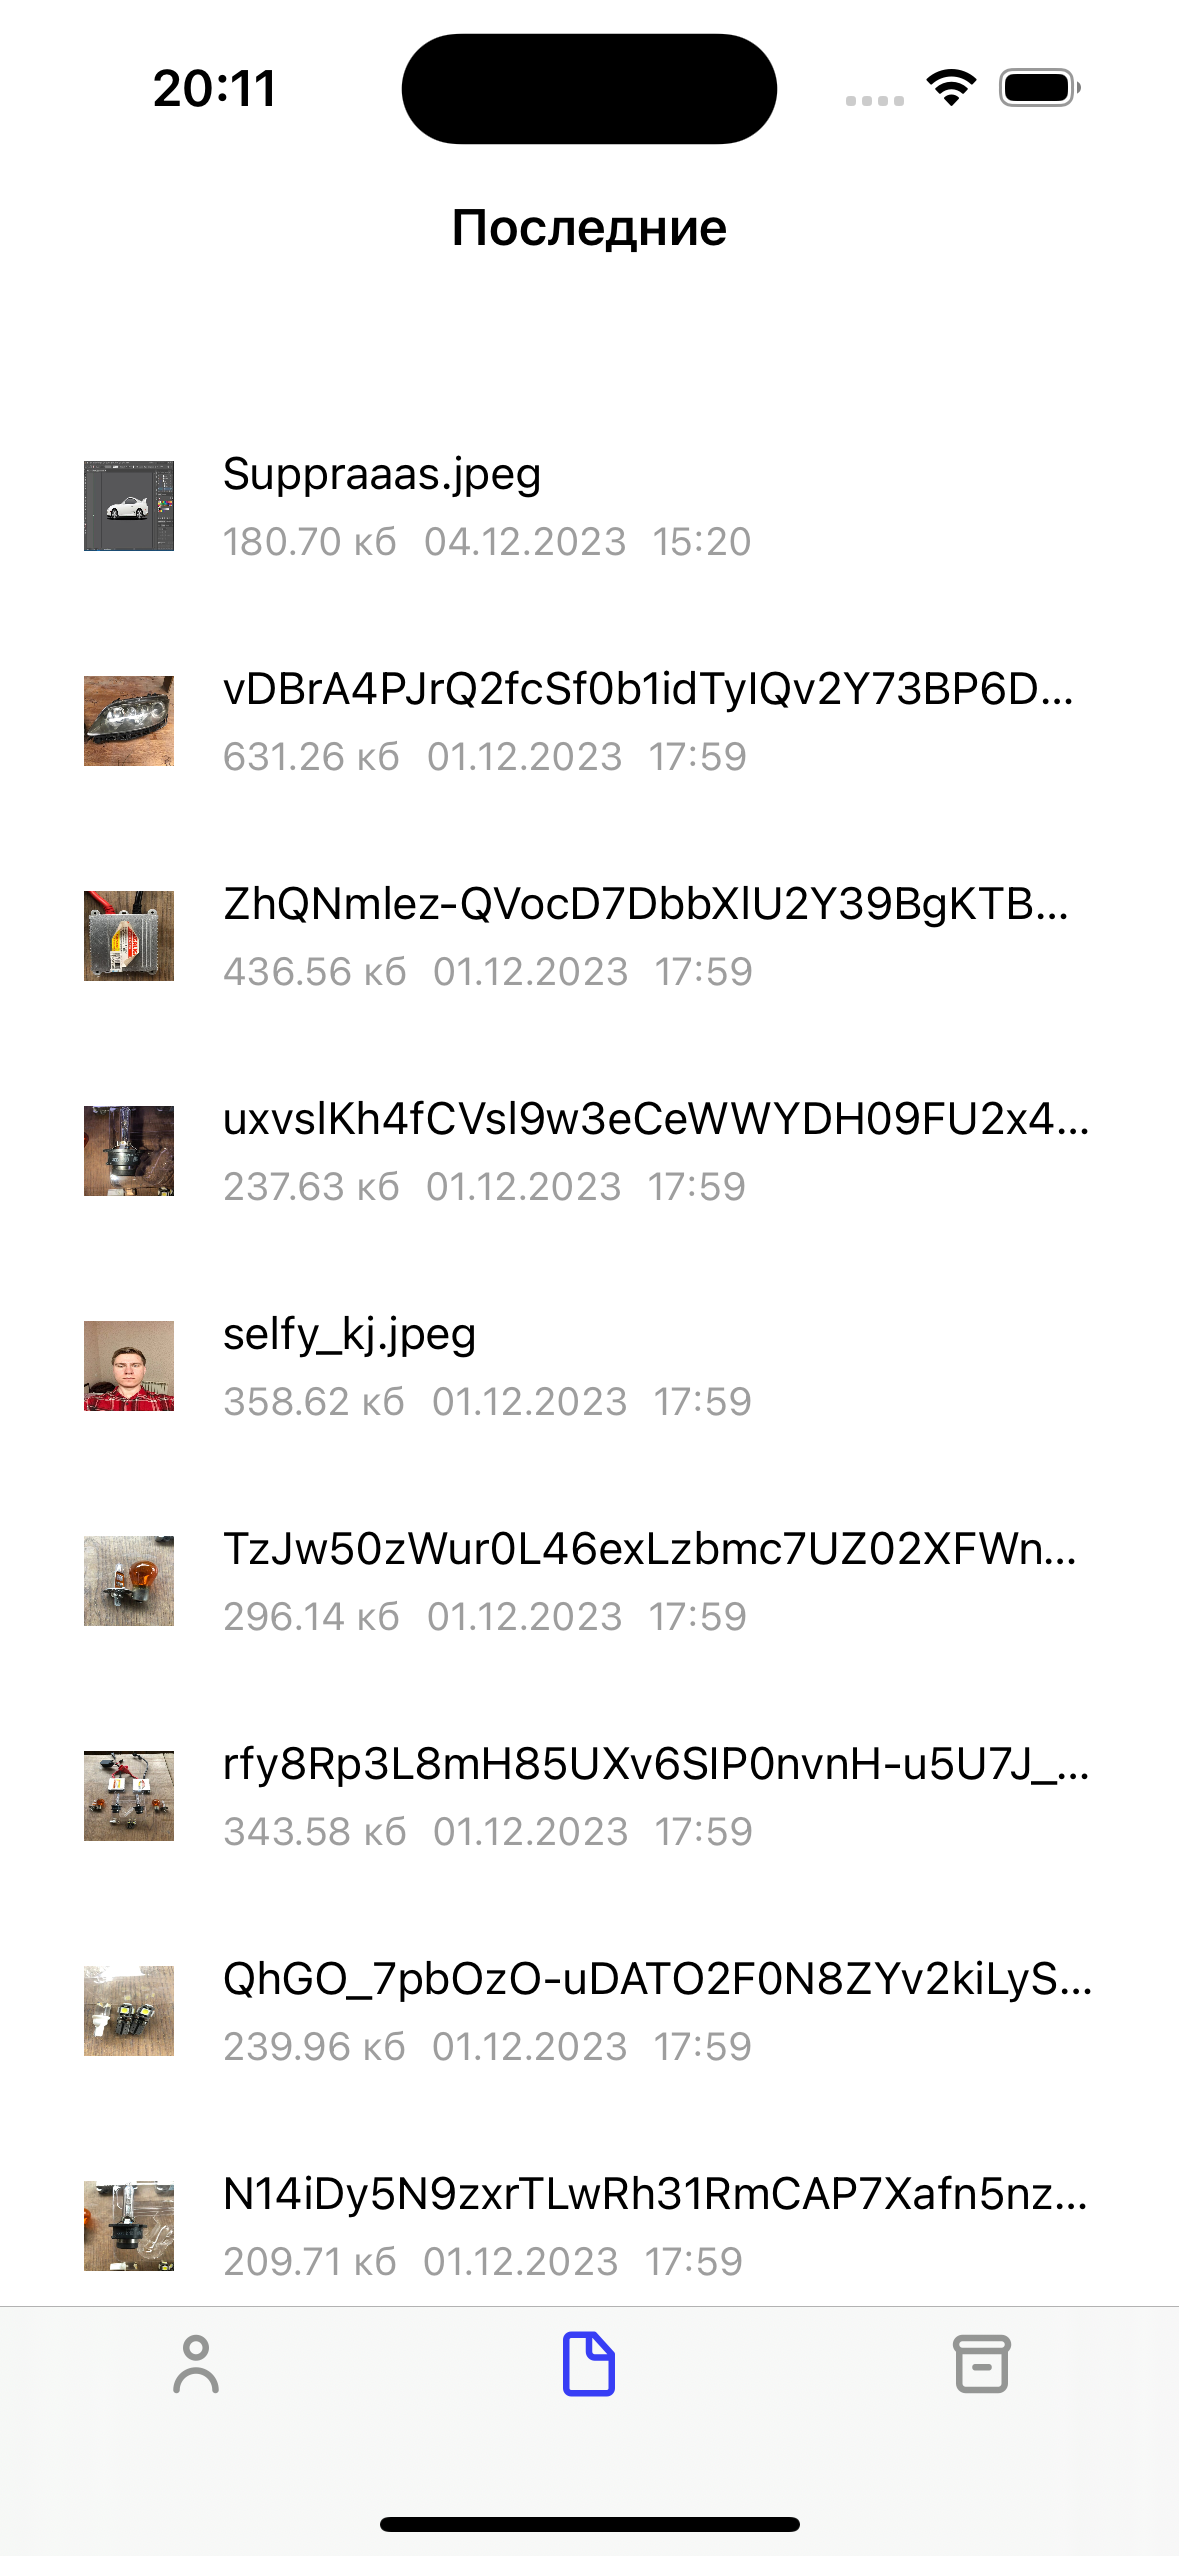 20:11
Последние
Suppraaas.jpeg
180.70 кб 04.12.2023 15:20
vDBrA4PJrQ2fcSf0b1idTyIQv2Y73BP6D...
631.26 кб 01.12.2023 17:59
ZhQNmlez-QVocD7DbbXlU2Y39BgKTB...
436.56 кб 01.12.2023 17:59
uxvslKh4fCVsl9w3eCeWWYDH09FU2x4...
237.63 кб 01.12.2023 17:59
selfy_kj.jpeg
358.62 кб 01.12.2023 17:59
TzJw50zWur0L46exLzbmc7UZ02XFWn...
296.14 кб 01.12.2023 17:59
rfy8Rp3L8mH85UXv6SIP0nvnH-u5U7J_...
343.58 кб 01.12.2023 17:59
QhGO_7pbOzO-uDATO2F0N8ZYv2kiLyS...
239.96 кб 01.12.2023 17:59
N14iDy5N9zxrTLwRh31RmCAP7Xafn5nz...
209.71 кб 01.12.2023 17:59